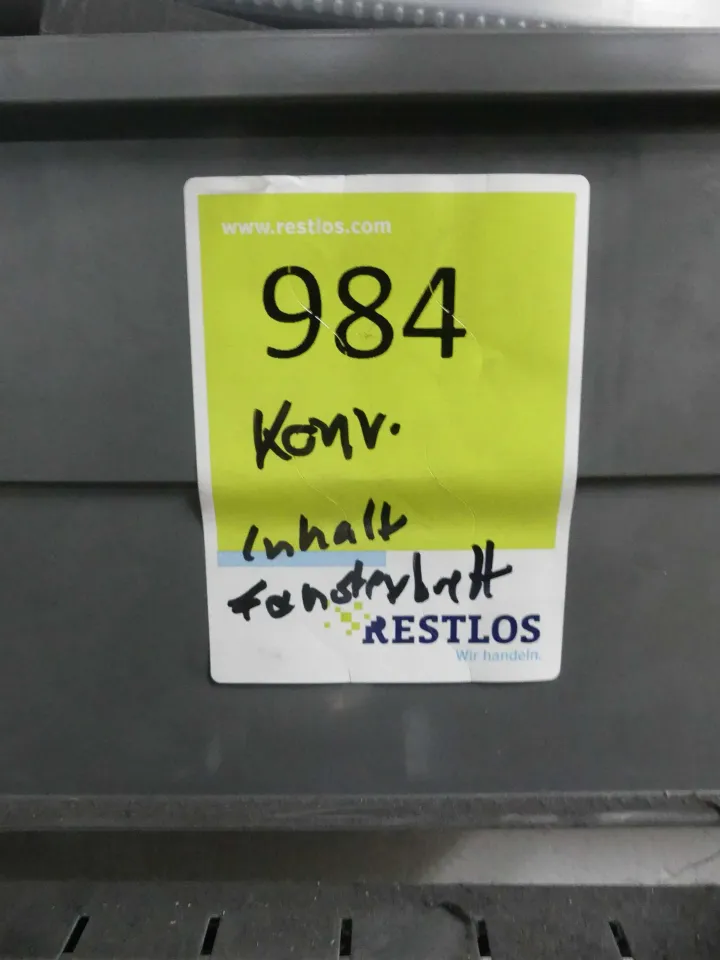 www.restlos.com
984
Konv.
Inhalt
Fensterbrett
RESTLOS
Wir handeln.